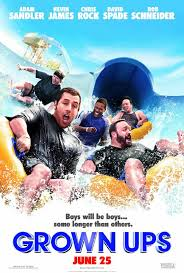 ADAM SANDLER KEVIN JAMES CHRIS ROCK DAVID SPADE ROB SCHNEIDER
Boys will be boys...
some longer than others.
GROWN UPS
JUNE 25